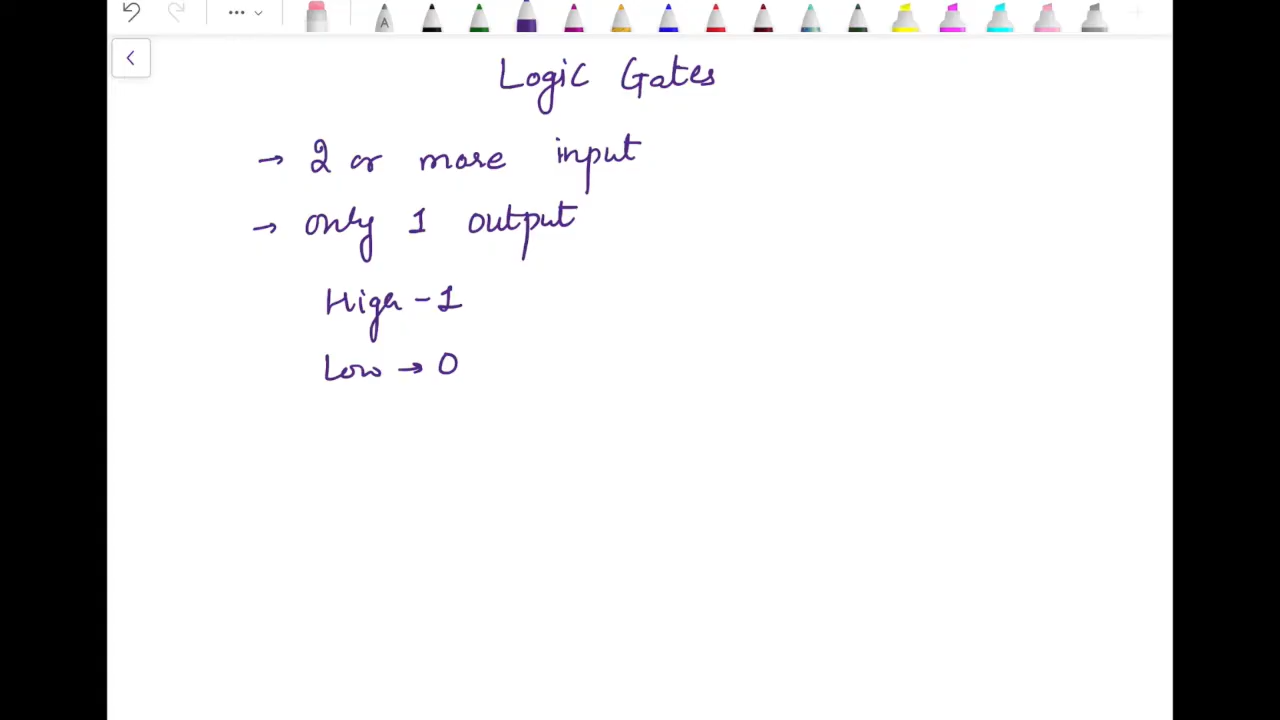 Logic Gates
→ 2 or more input
→ only 1 output
High - 1
Low → 0